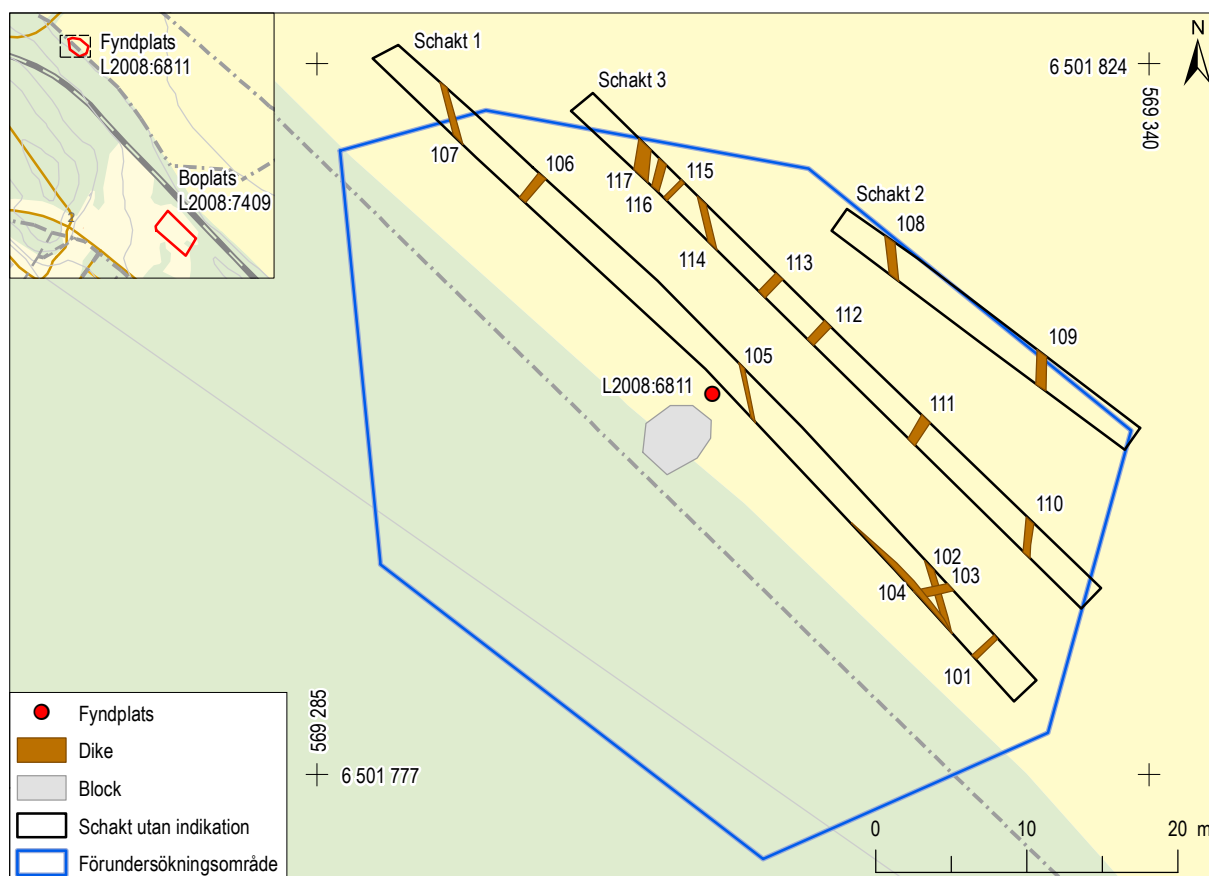 Fyndplats
L2008:6811
Boplats
L2008:7409
2
Schakt 1
Schakt 3
6 501 824
N
569 340
107
106
117
116
115
114
Schakt 2
108
113
112
109
105
L2008:6811
111
110
102
103
104
101
569 285
6 501 777
Fyndplats
Dike
Block
Schakt utan indikation
Förundersökningsområde
0 10 20 m